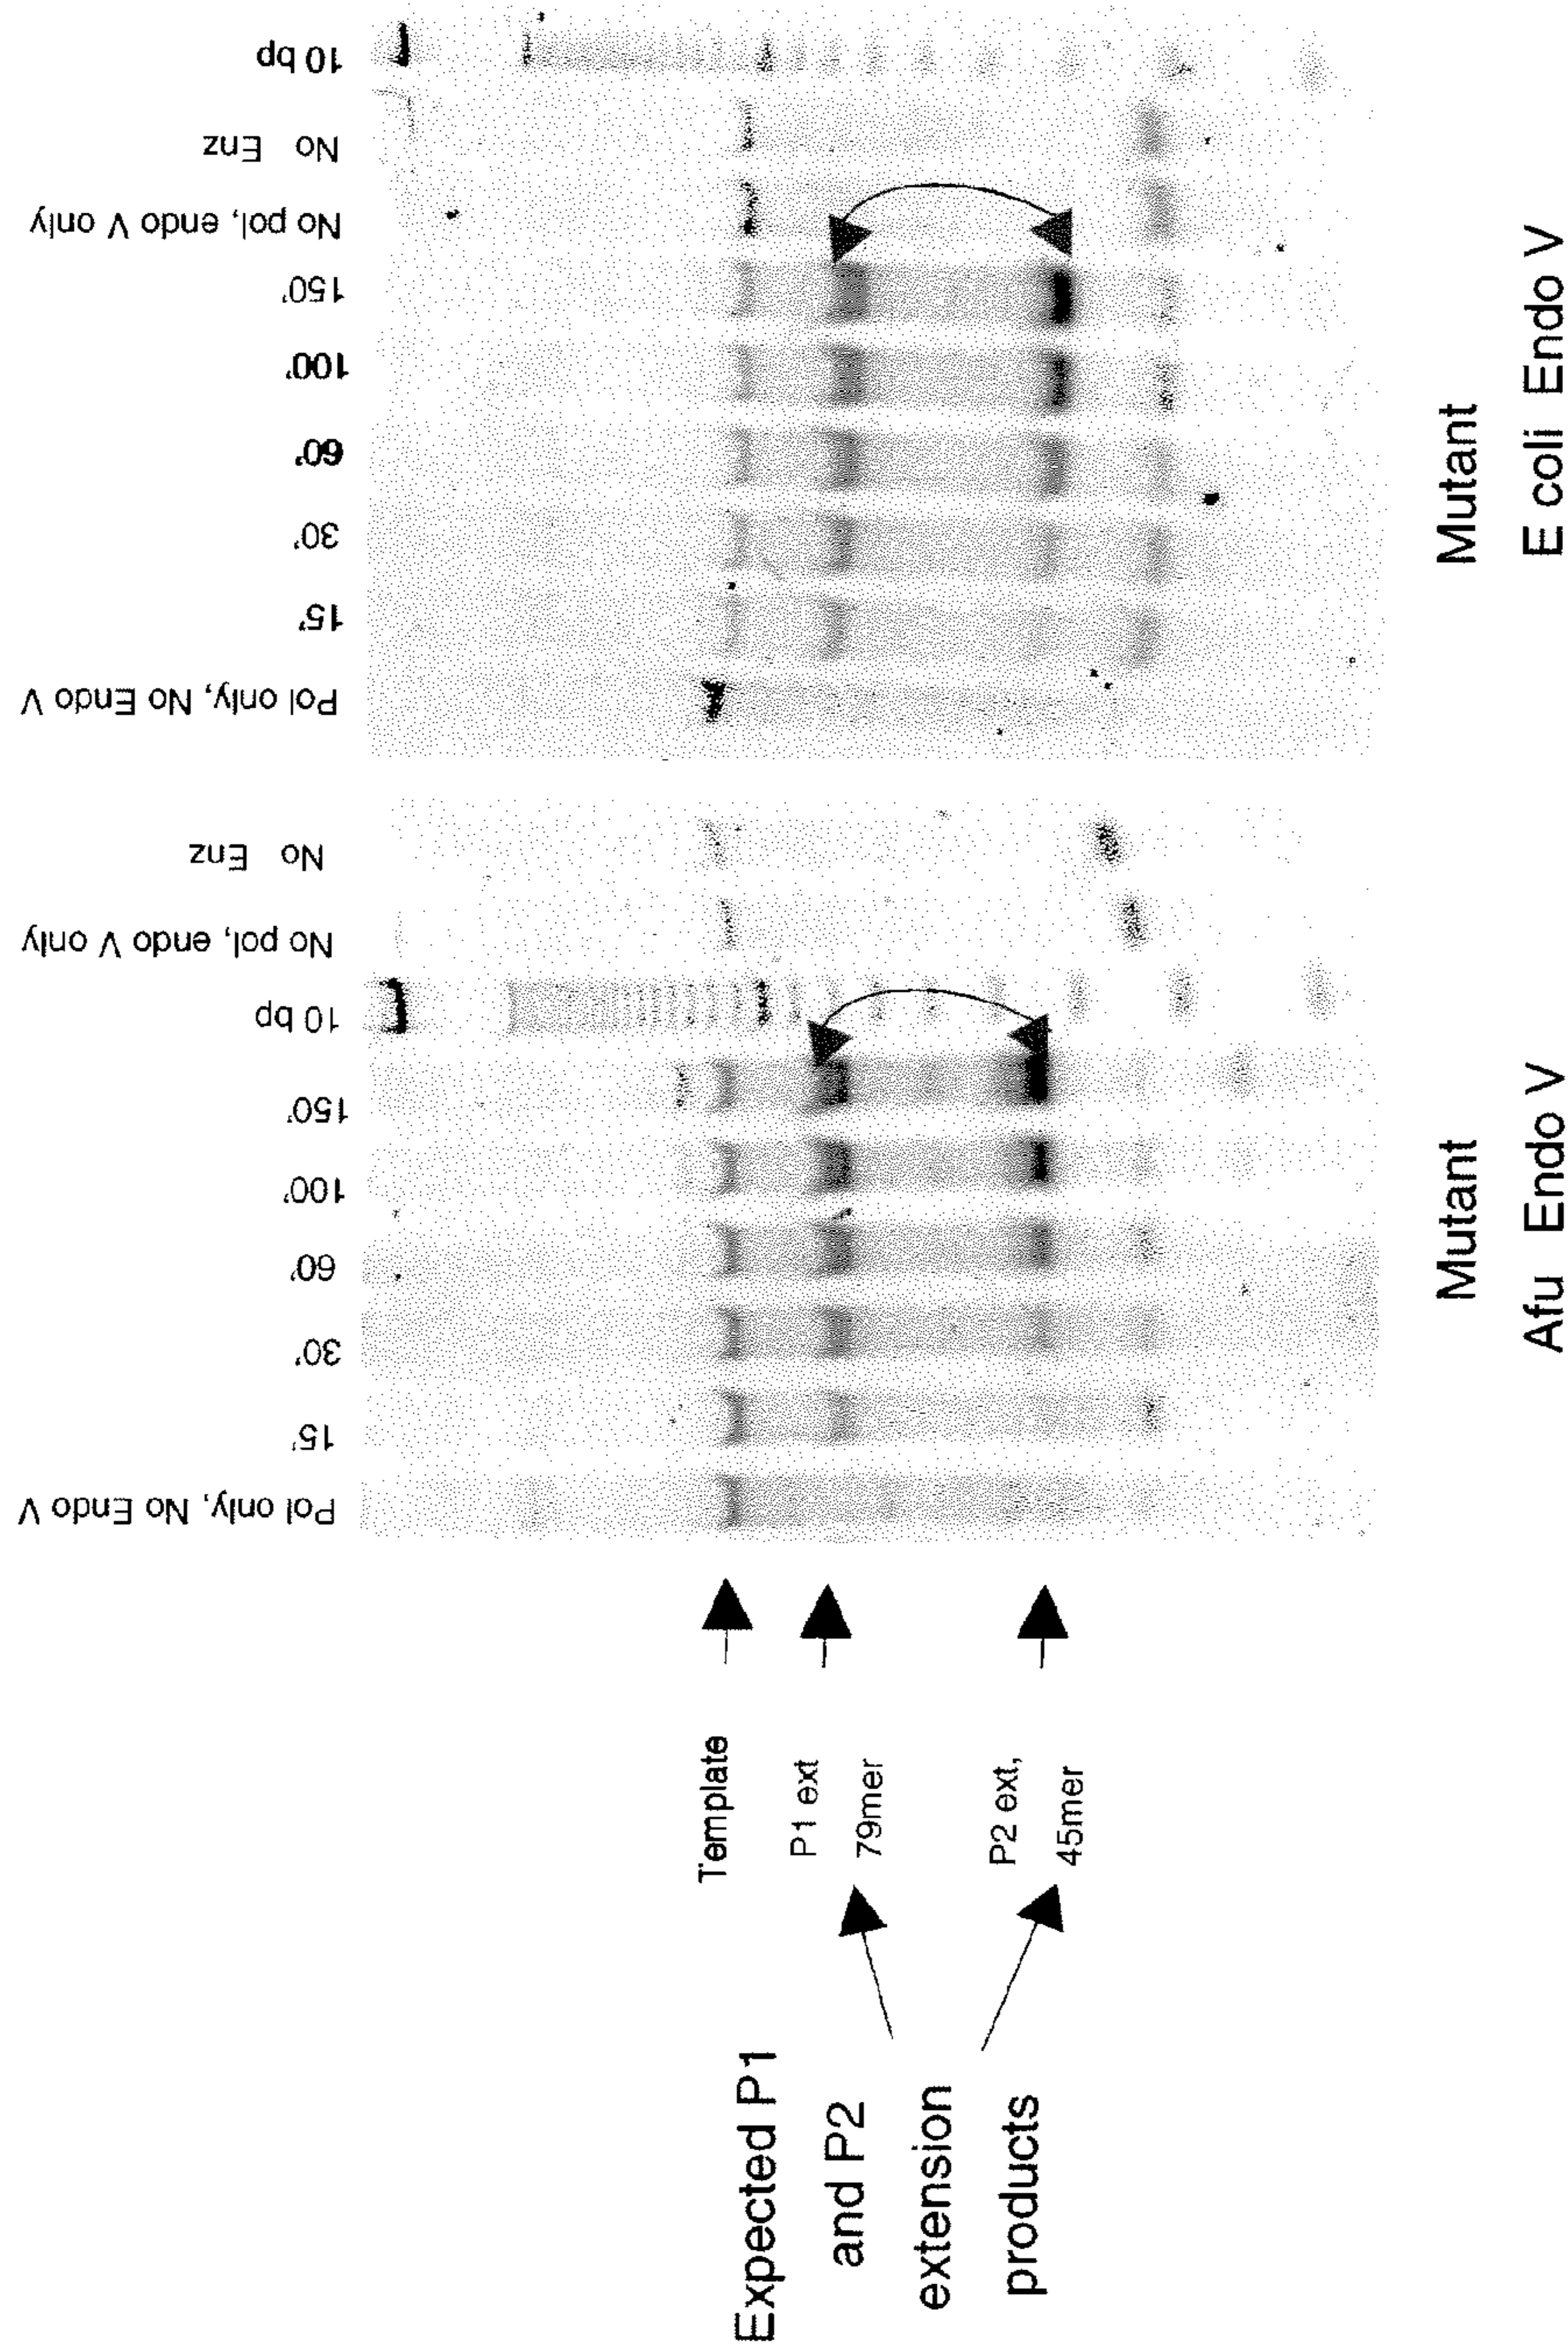 Expected P1
and P2
extension
products
Template
P1 ext
79mer
P2 ext,
45mer
Pol only, No Endo V
15'
30'
60'
100'
150'
10 bp
No pol, endo V only
No Enz
Mutant
Afu Endo V
Pol only, No Endo V
15'
30'
60'
100'
150'
No pol, endo V only
No Enz
10 bp
Mutant
E coli Endo V